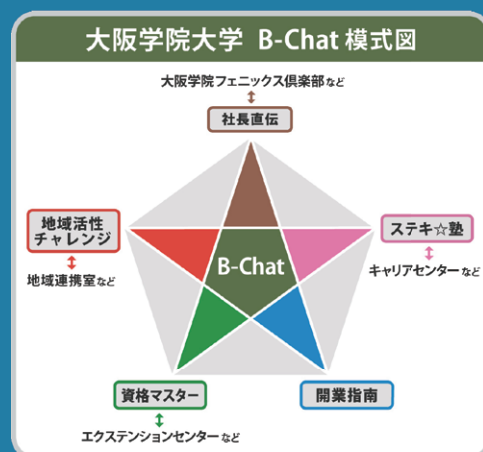 大阪学院大学 B-Chat 模式図
大阪学院フェニックス倶楽部など
社長直伝
地域活性
チャレンジ
地域連携室など
ステキ☆塾
キャリアセンターなど
B-Chat
資格マスター
エクステンションセンターなど
開業指南